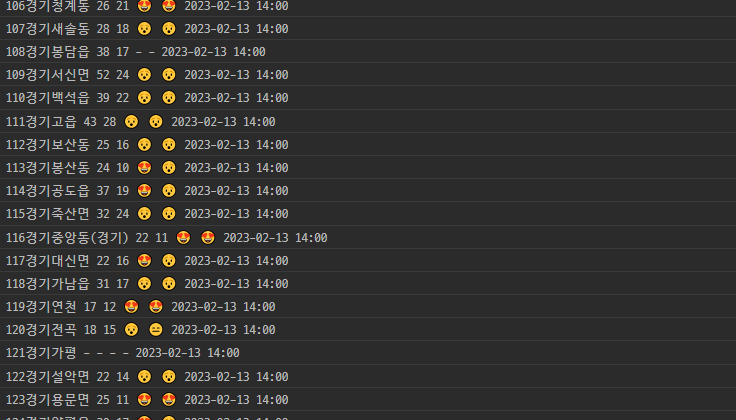 106경기청계동 26 21 😍 😍 2023-02-13 14:00
107경기새솔동 28 18 😯 😯 2023-02-13 14:00
108경기봉담읍 38 17 - - 2023-02-13 14:00
109경기서신면 52 24 😯 😯 2023-02-13 14:00
110경기백석읍 39 22 😯 😯 2023-02-13 14:00
111경기고읍 43 28 😯 😯 2023-02-13 14:00
112경기보산동 25 16 😯 😯 2023-02-13 14:00
113경기봉산동 24 10 🤩 😯 2023-02-13 14:00
114경기공도읍 37 19 🤩 😯 2023-02-13 14:00
115경기죽산면 32 24 😯 😯 2023-02-13 14:00
116경기중앙동(경기) 22 11 🤩 🤩 2023-02-13 14:00
117경기대신면 22 16 🤩 😯 2023-02-13 14:00
118경기가남읍 31 17 😯 😯 2023-02-13 14:00
119경기연천 17 12 🤩 🤩 2023-02-13 14:00
120경기전곡 18 15 😯 😑 2023-02-13 14:00
121경기가평 - - - - 2023-02-13 14:00
122경기설악면 22 14 😯 😯 2023-02-13 14:00
123경기용문면 25 11 🤩 🤩 2023-02-13 14:00